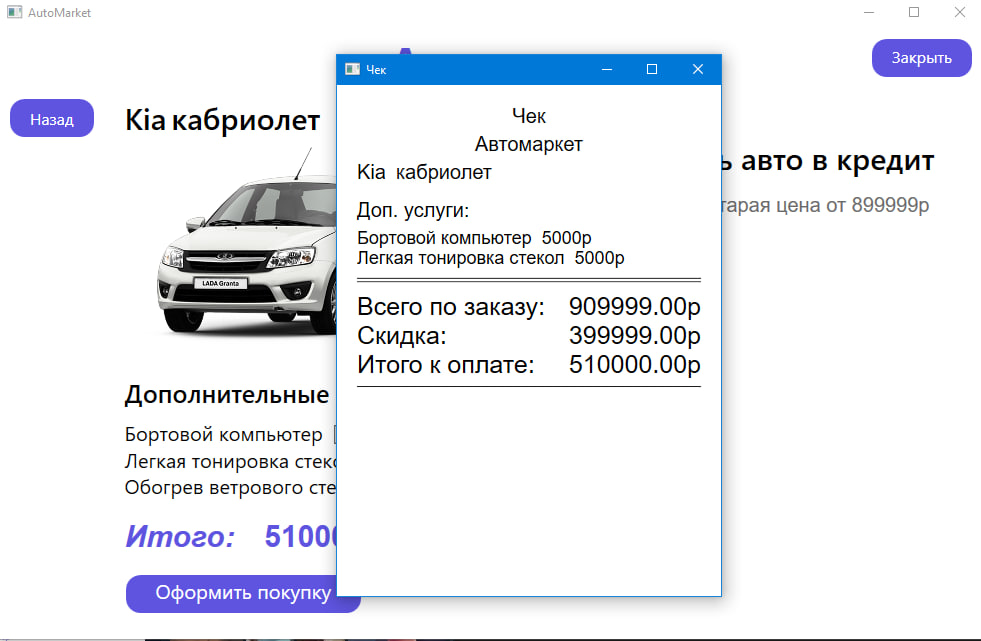 AutoMarket
Закрыть
Назад
Kia кабриолет
LADA Granta
ь авто в кредит
тарая цена от 899999р
Дополнительные
Бортовой компьютер
Легкая тонировка стек
Обогрев ветрового сте
Итого: 5100
Оформить покупку
Чек
Чек
Автомаркет
Kia кабриолет
Доп. услуги:
Бортовой компьютер 5000р
Легкая тонировка стекол 5000р
Всего по заказу: 909999.00р
Скидка: 399999.00р
Итого к оплате: 510000.00р